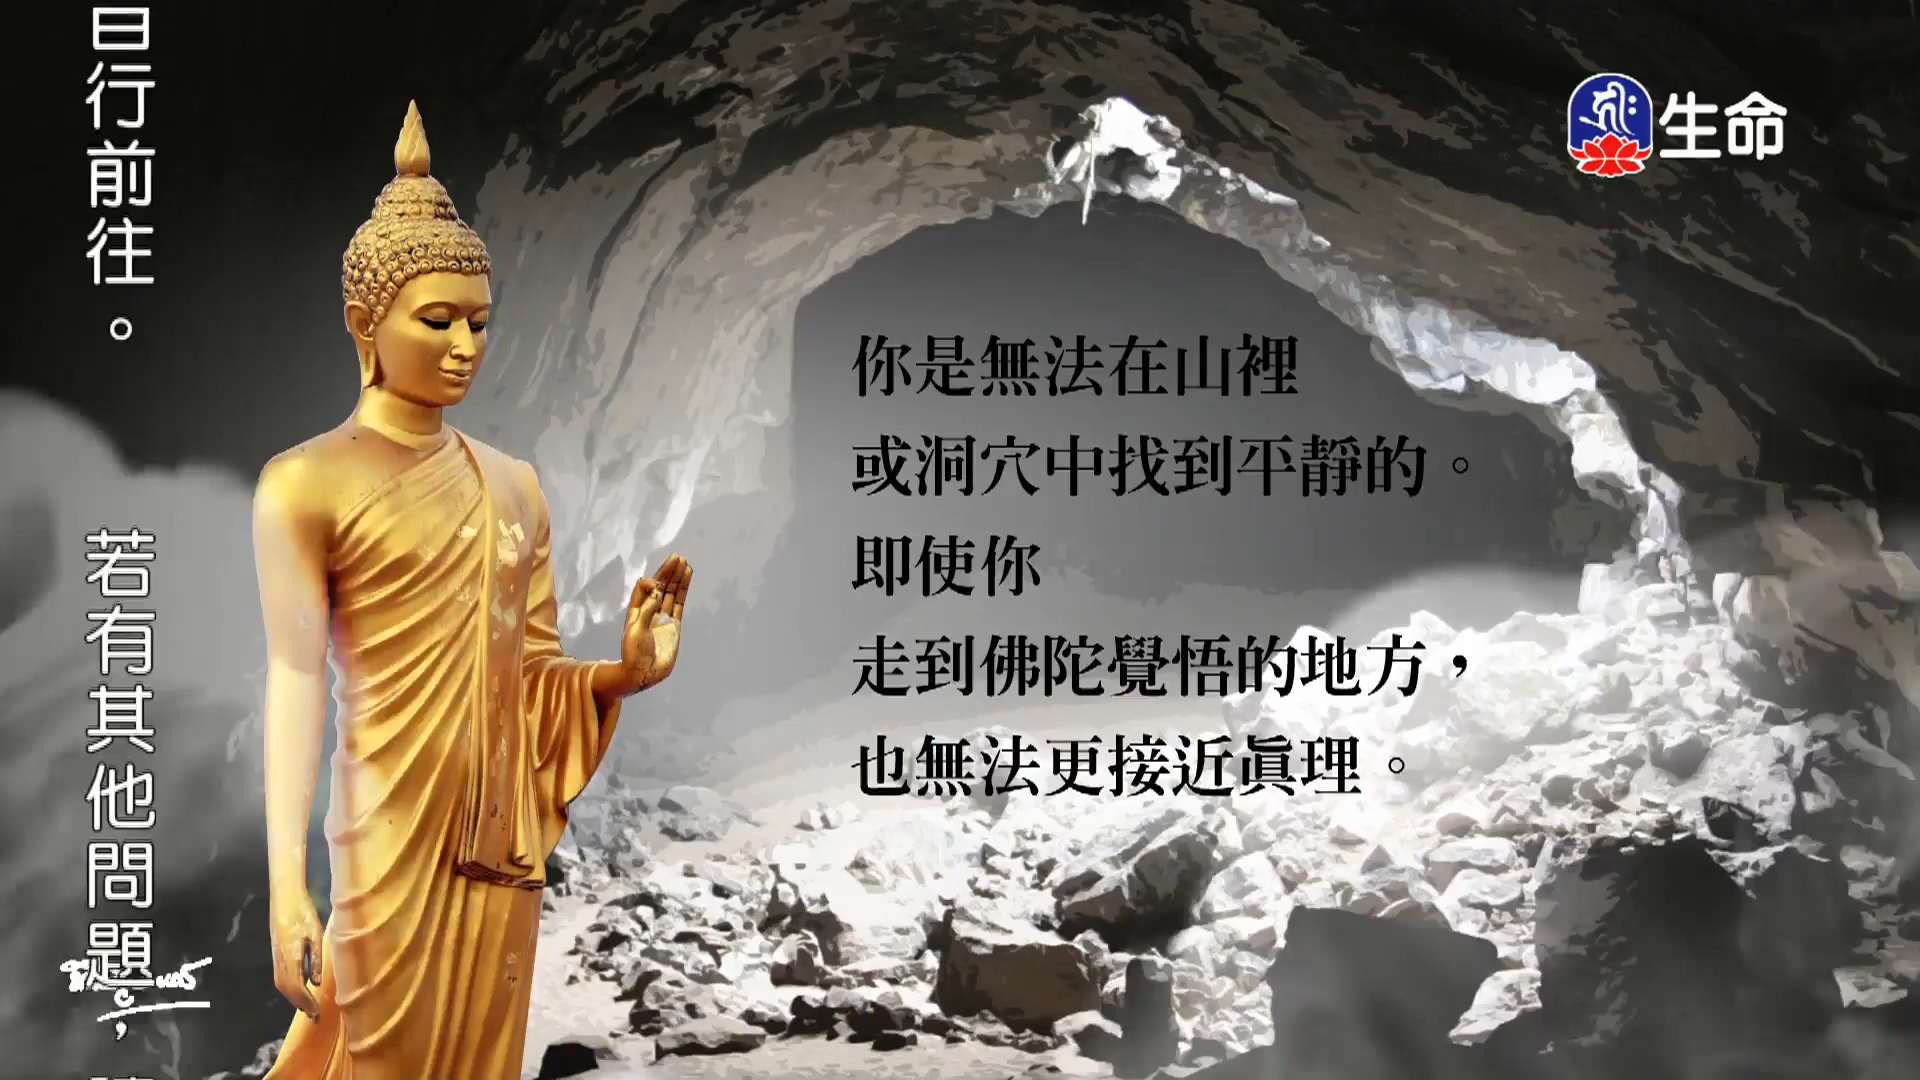 生命
你是無法在山裡
或洞穴中找到平靜的。
即使你
走到佛陀覺悟的地方，
也無法更接近眞理。
行前往。 若有其他問題，